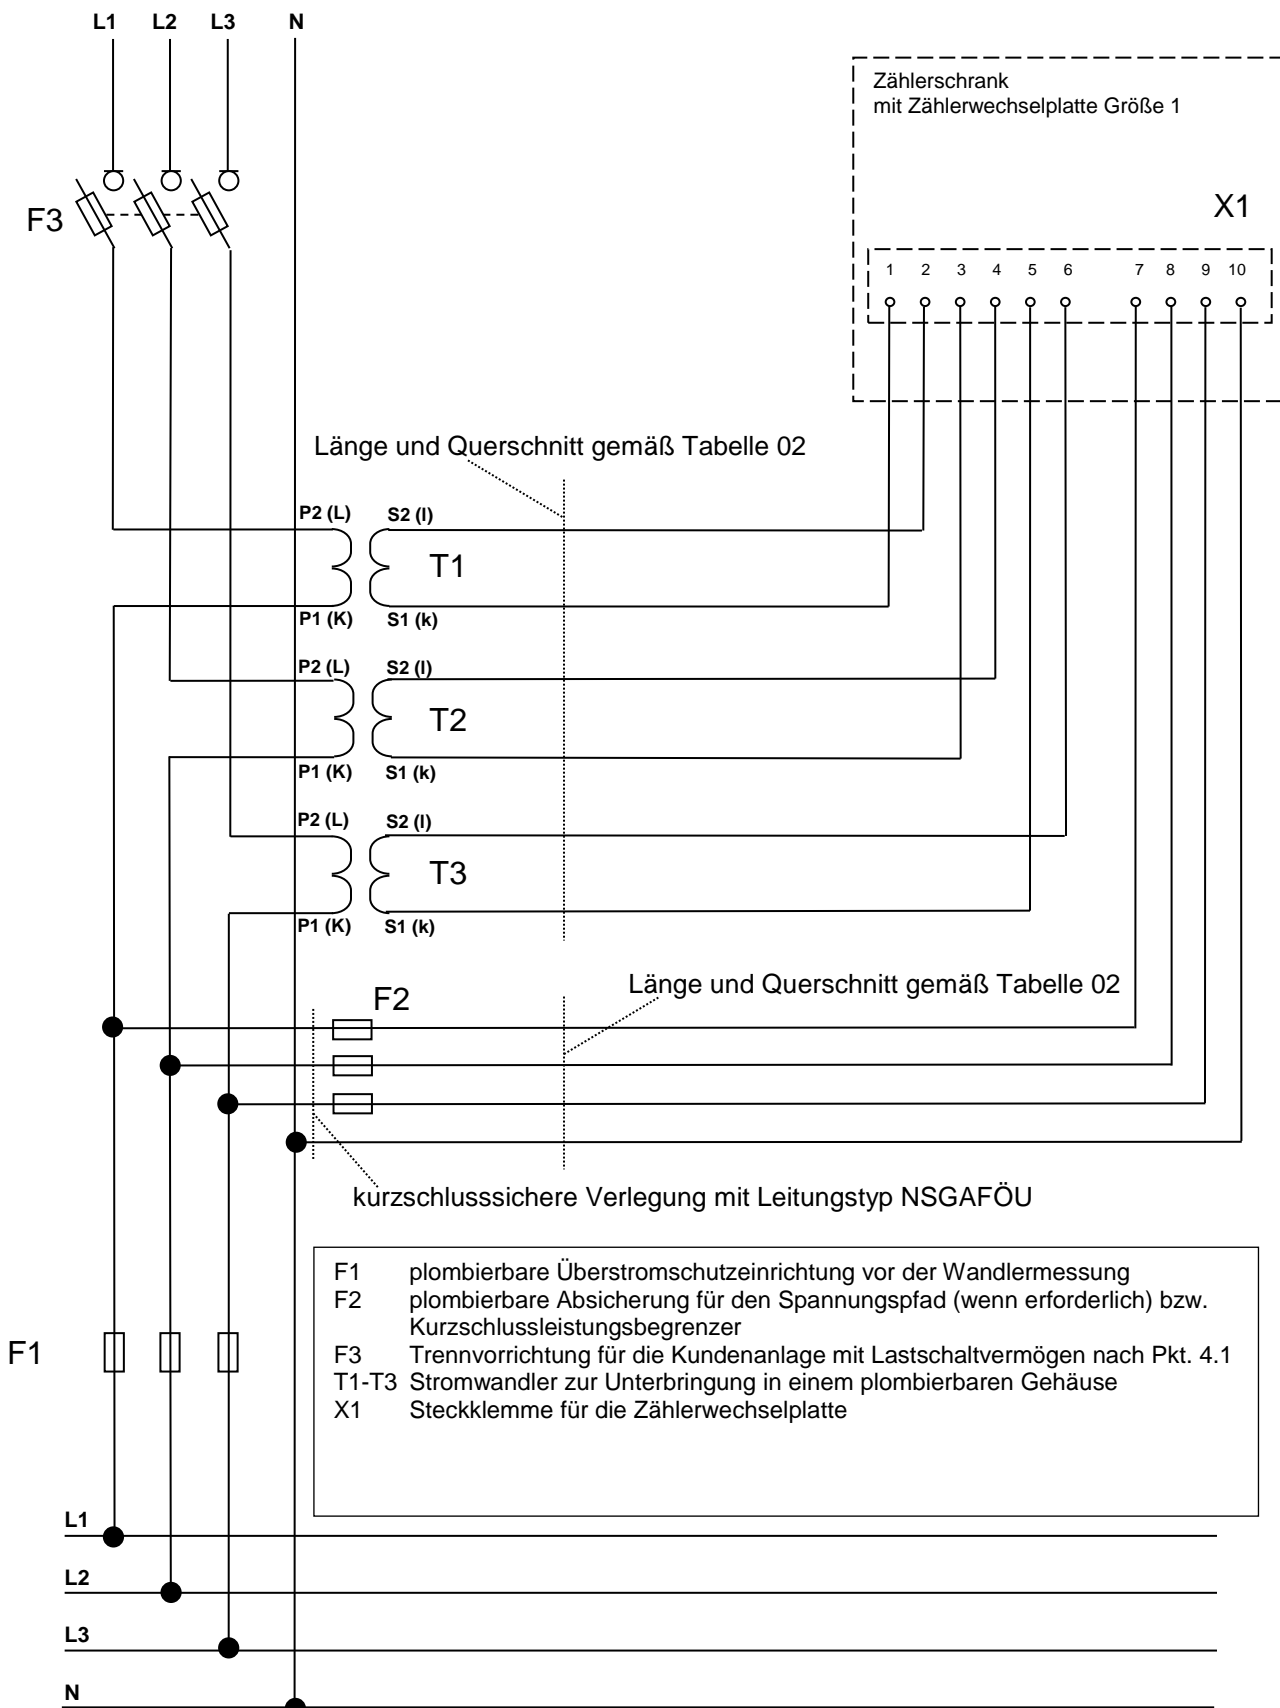 L1 L2 L3 N
Zählerschrank
mit Zählerwechselplatte Größe 1
X1
F3
1 2 3 4 5 6 7 8 9 10
Länge und Querschnitt gemäß Tabelle 02
P2 (L) S2 (l)
T1
P1 (K) S1 (k)
P2 (L) S2 (l)
T2
P1 (K) S1 (k)
P2 (L) S2 (l)
T3
P1 (K) S1 (k)
Länge und Querschnitt gemäß Tabelle 02
F2
kurzschlusssichere Verlegung mit Leitungstyp NSGAFÖU
F1 plombierbare Überstromschutzeinrichtung vor der Wandlermessung
F2 plombierbare Absicherung für den Spannungspfad (wenn erforderlich) bzw.
Kurzschlussleistungsbegrenzer
F3 Trennvorrichtung für die Kundenanlage mit Lastschaltvermögen nach Pkt. 4.1
T1-T3 Stromwandler zur Unterbringung in einem plombierbaren Gehäuse
X1 Steckklemme für die Zählerwechselplatte
F1
L1
L2
L3
N